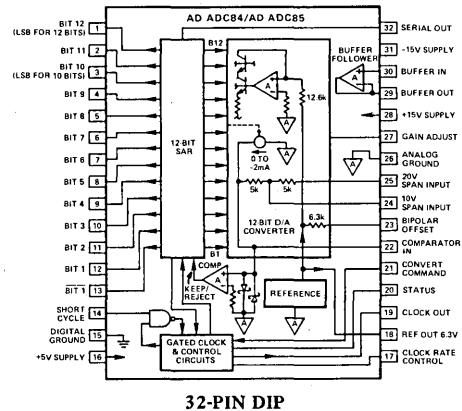 AD ADC84/AD ADC85
BIT 12
(LSB FOR 12 BITS)
1
BIT 11
2
BIT 10
(LSB FOR 10 BITS)
3
BIT 9
4
BIT 8
5
BIT 7
6
BIT 6
7
BIT 5
8
BIT 4
9
BIT 3
10
BIT 2
11
BIT 1
12
BIT 1
13
SHORT
CYCLE
14
DIGITAL
GROUND
15
+5V SUPPLY
16
12-BIT
SAR
B12
B1
A
A
12.6k
A
0 TO
-2mA
5k
5k
12-BIT D/A
CONVERTER
6.3k
COMP
A
KEEP/
REJECT
A
REFERENCE
A
GATED CLOCK
& CONTROL
CIRCUITS
BUFFER
FOLLOWER
A
A
32
SERIAL OUT
31
-15V SUPPLY
30
BUFFER IN
29
BUFFER OUT
28
+15V SUPPLY
27
GAIN ADJUST
26
ANALOG
GROUND
25
20V
SPAN INPUT
24
10V
SPAN INPUT
23
BIPOLAR
OFFSET
22
COMPARATOR
IN
21
CONVERT
COMMAND
20
STATUS
19
CLOCK OUT
18
REF OUT 6.3V
17
CLOCK RATE
CONTROL
32-PIN DIP